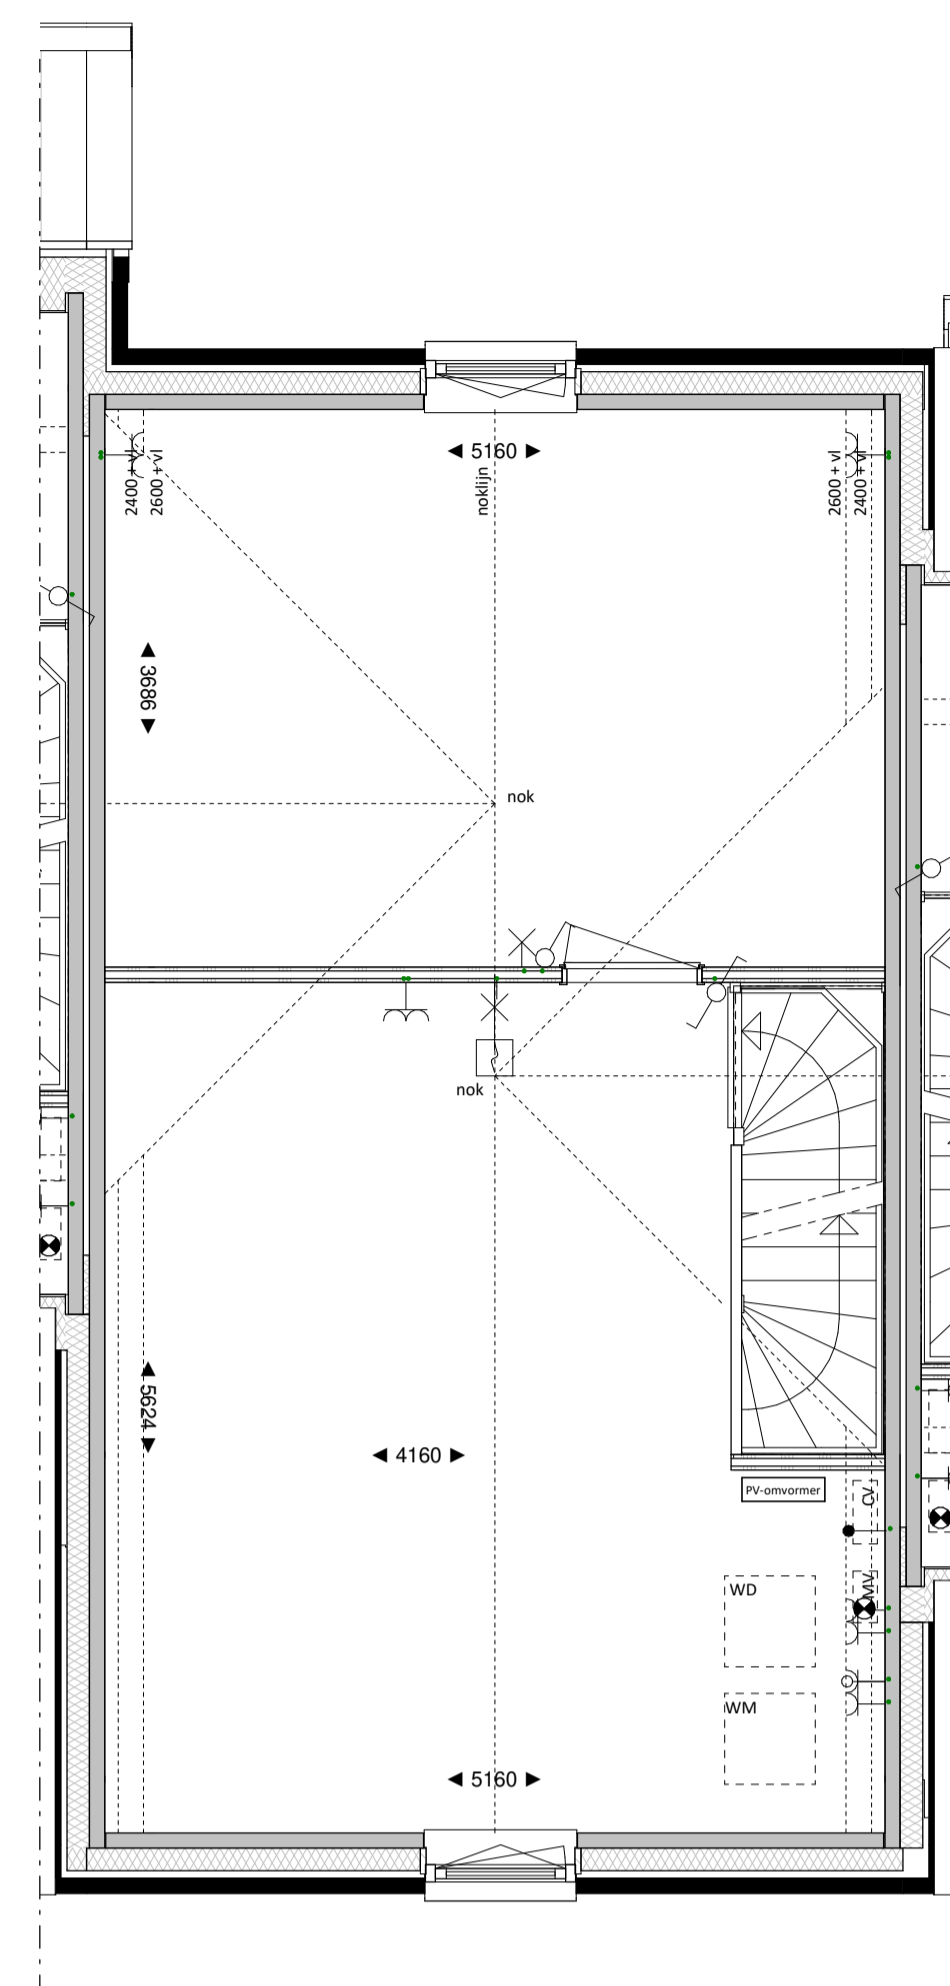 5160
noklijn
2400 + vl
2600 + vl
2600 + vl
2400 + vl
3686
nok
nok
5624
4160
PV-omvormer
CV
MV
WD
WM
5160